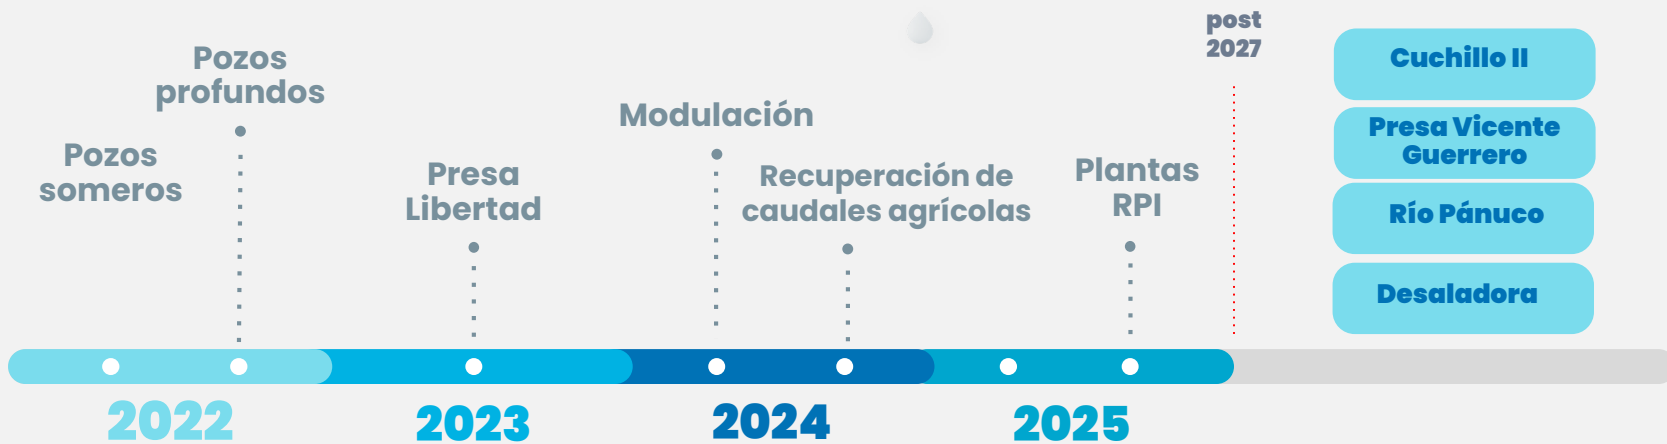 Pozos
someros
Pozos
profundos
Presa
Libertad
Modulación
Recuperación de
caudales agrícolas
Plantas
RPI
post
2027
Cuchillo II
Presa Vicente
Guerrero
Río Pánuco
Desaladora
2022
2023
2024
2025